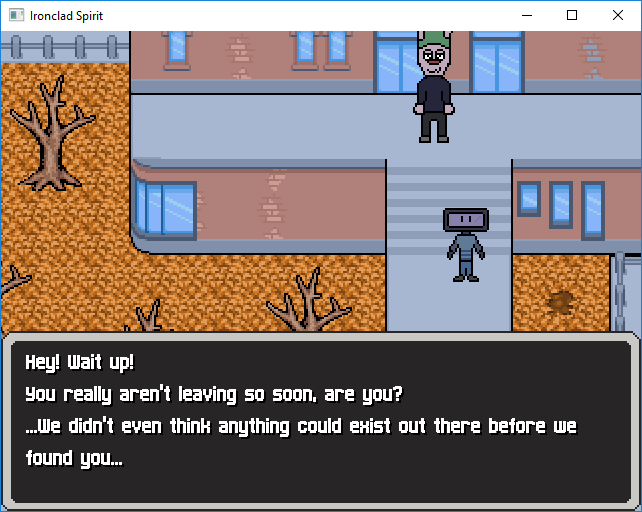 Ironclad Spirit
Hey! Wait up!
You really aren't leaving so soon, are you?
...We didn't even think anything could exist out there before we
found you...